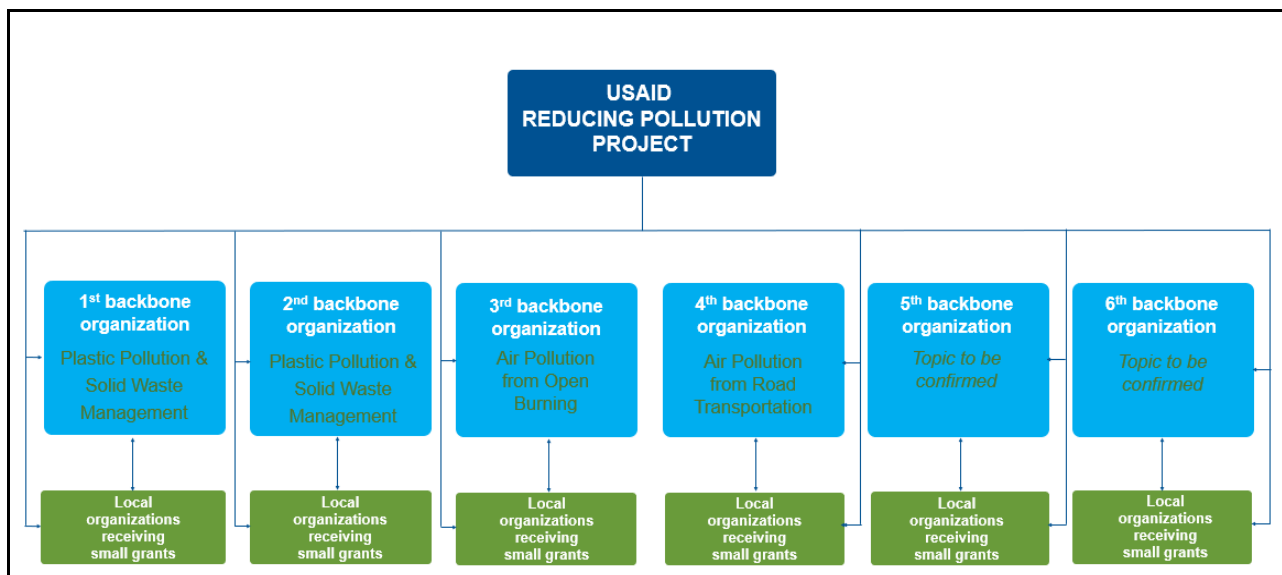 USAID
REDUCING POLLUTION
PROJECT
1st backbone
organization
Plastic Pollution &
Solid Waste
Management
2nd backbone
organization
Plastic Pollution &
Solid Waste
Management
3rd backbone
organization
Air Pollution
from Open
Burning
4th backbone
organization
Air Pollution
from Road
Transportation
5th backbone
organization
Topic to be
confirmed
6th backbone
organization
Topic to be
confirmed
Local
organizations
receiving
small grants
Local
organizations
receiving
small grants
Local
organizations
receiving
small grants
Local
organizations
receiving
small grants
Local
organizations
receiving
small grants
Local
organizations
receiving
small grants